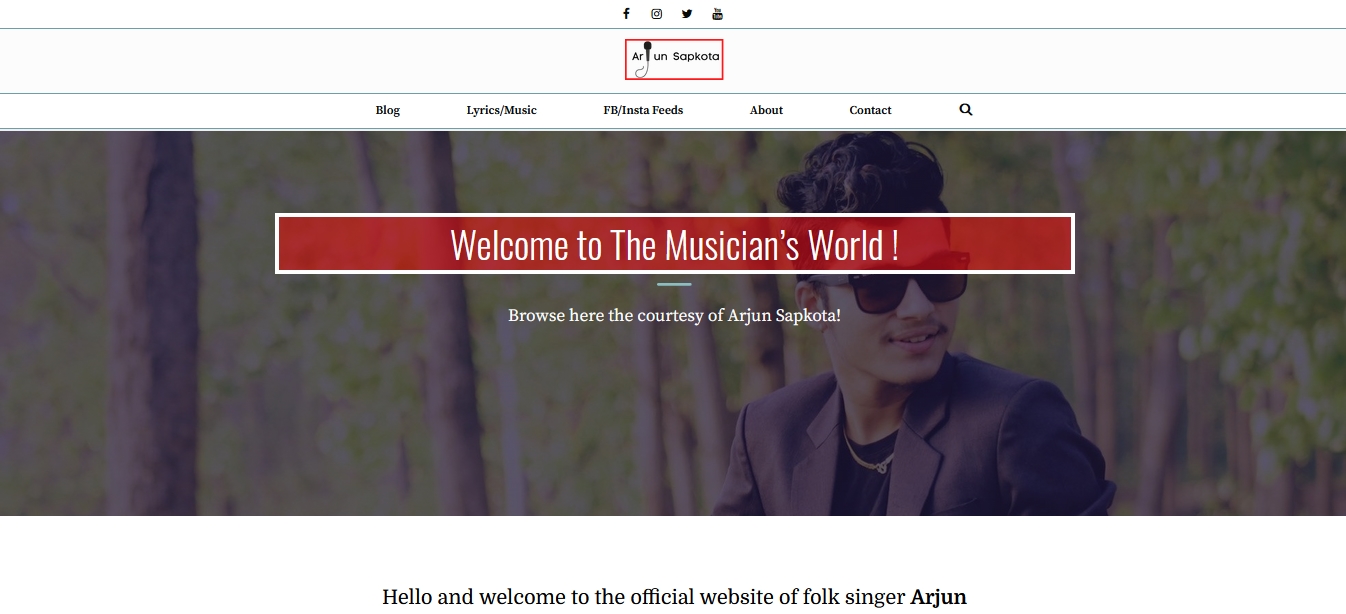 Arjun Sapkota
Blog Lyrics/Music FB/Insta Feeds About Contact
Welcome to The Musician’s World !
Browse here the courtesy of Arjun Sapkota!
Hello and welcome to the official website of folk singer Arjun